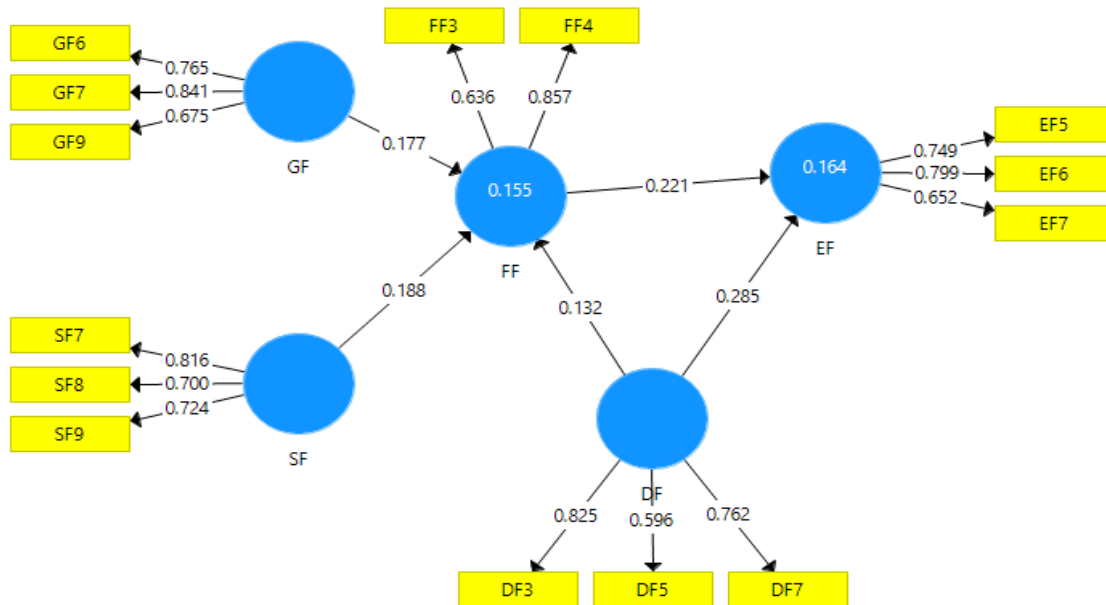 FF3
FF4
GF6
GF7
GF9
0.765
0.841
0.675
GF
0.636
0.857
0.177
0.155
FF
0.221
0.164
EF
0.749
0.799
0.652
EF5
EF6
EF7
0.188
0.132
0.285
SF7
SF8
SF9
0.816
0.700
0.724
SF
DF
0.825
0.596
0.762
DF3
DF5
DF7